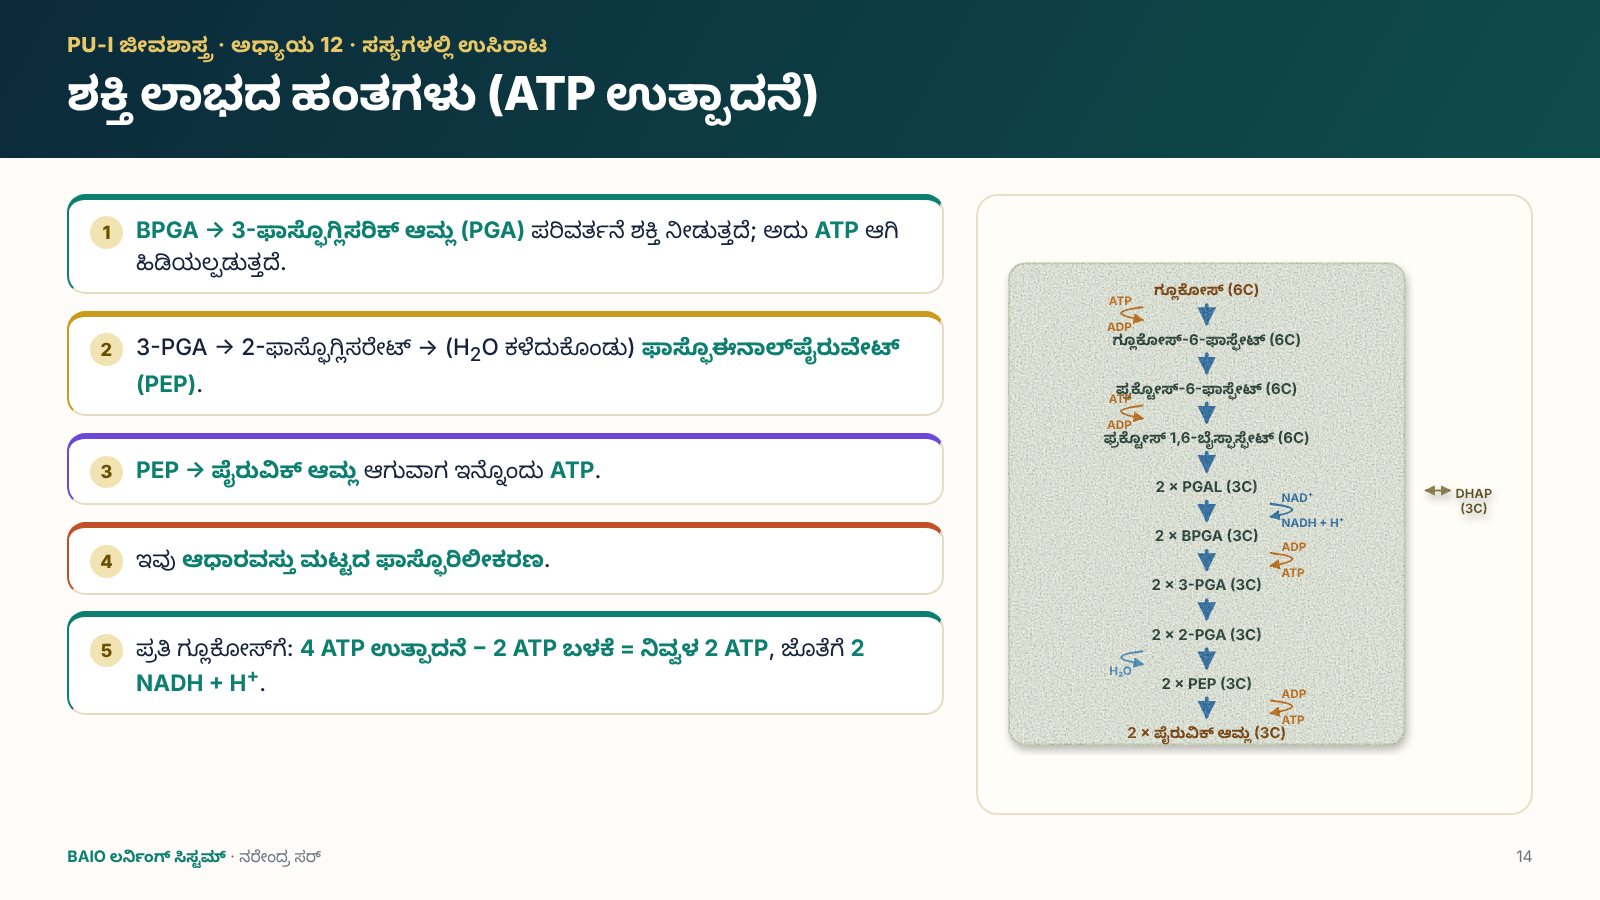 PU-I ಜೀವಶಾಸ್ತ್ರ · ಅಧ್ಯಾಯ 12 · ಸಸ್ಯಗಳಲ್ಲಿ ಉಸಿರಾಟ
ಶಕ್ತಿ ಲಾಭದ ಹಂತಗಳು (ATP ಉತ್ಪಾದನೆ)
1 BPGA → 3-ಫಾಸ್ಫೊಗ್ಲಿಸರಿಕ್ ಆಮ್ಲ (PGA) ಪರಿವರ್ತನೆ ಶಕ್ತಿ ನೀಡುತ್ತದೆ; ಅದು ATP ಆಗಿ
ಹಿಡಿಯಲ್ಪಡುತ್ತದೆ.
2 3-PGA → 2-ಫಾಸ್ಫೊಗ್ಲಿಸರೇಟ್ → (H₂O ಕಳೆದುಕೊಂಡು) ಫಾಸ್ಫೊಈನಾಲ್‌ಪೈರುವೇಟ್
(PEP).
3 PEP → ಪೈರುವಿಕ್ ಆಮ್ಲ ಆಗುವಾಗ ಇನ್ನೊಂದು ATP.
4 ಇವು ಆಧಾರವಸ್ತು ಮಟ್ಟದ ಫಾಸ್ಫೊರಿಲೀಕರಣ.
5 ಪ್ರತಿ ಗ್ಲೂಕೋಸ್‌ಗೆ: 4 ATP ಉತ್ಪಾದನೆ − 2 ATP ಬಳಕೆ = ನಿವ್ವಳ 2 ATP, ಜೊತೆಗೆ 2
NADH + H⁺.
ಗ್ಲೂಕೋಸ್ (6C)
ATP
ADP
ಗ್ಲೂಕೋಸ್-6-ಫಾಸ್ಫೇಟ್ (6C)
ಫ್ರಕ್ಟೋಸ್-6-ಫಾಸ್ಫೇಟ್ (6C)
ATP
ADP
ಫ್ರಕ್ಟೋಸ್ 1,6-ಬೈಸ್ಫಾಸ್ಫೇಟ್ (6C)
2 × PGAL (3C)
DHAP
(3C)
NAD⁺
NADH + H⁺
2 × BPGA (3C)
ADP
ATP
2 × 3-PGA (3C)
2 × 2-PGA (3C)
H₂O
2 × PEP (3C)
ADP
ATP
2 × ಪೈರುವಿಕ್ ಆಮ್ಲ (3C)
BAIO ಲರ್ನಿಂಗ್ ಸಿಸ್ಟಮ್ · ನರೇಂದ್ರ ಸರ್
14